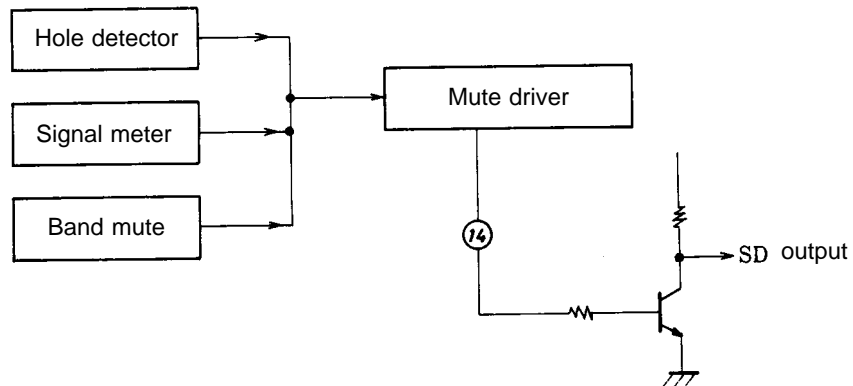 Hole detector
Mute driver
Signal meter
Band mute
14
SD output